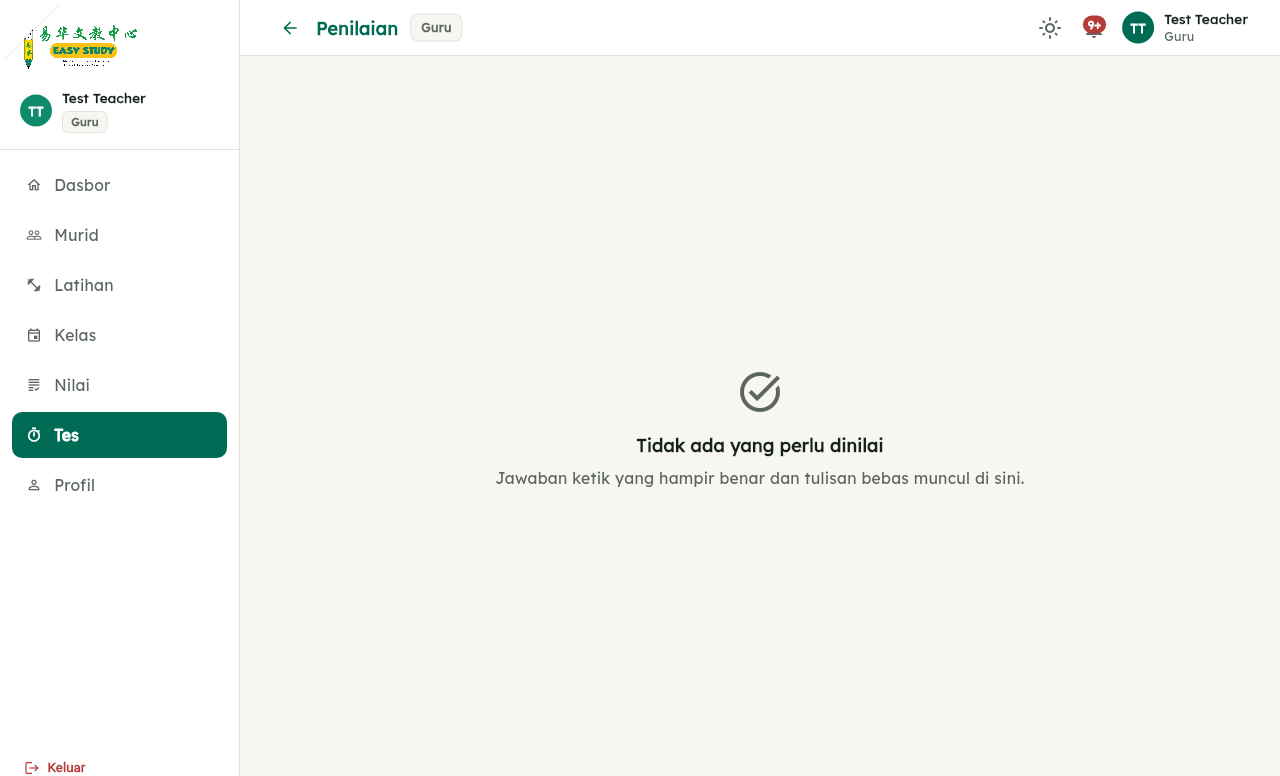 易华文教中心
EASY STUDY
Test Teacher
TT
Guru
Dasbor
Murid
Latihan
Kelas
Nilai
Tes
Profil
Keluar
Penilaian
Guru
9+
TT
Test Teacher
Guru
Tidak ada yang perlu dinilai
Jawaban ketik yang hampir benar dan tulisan bebas muncul di sini.